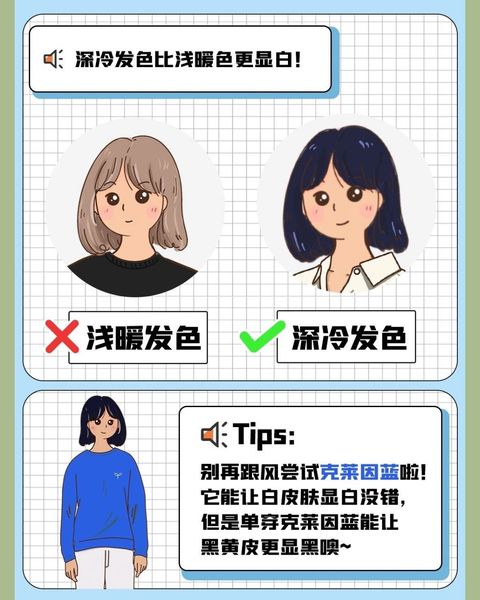 深冷发色比浅暖色更显白!
浅暖发色
深冷发色
Tips:
别再跟风尝试克莱因蓝啦!
它能让白皮肤显白没错,
但是单穿克莱因蓝能让
黑黄皮更显黑噢~